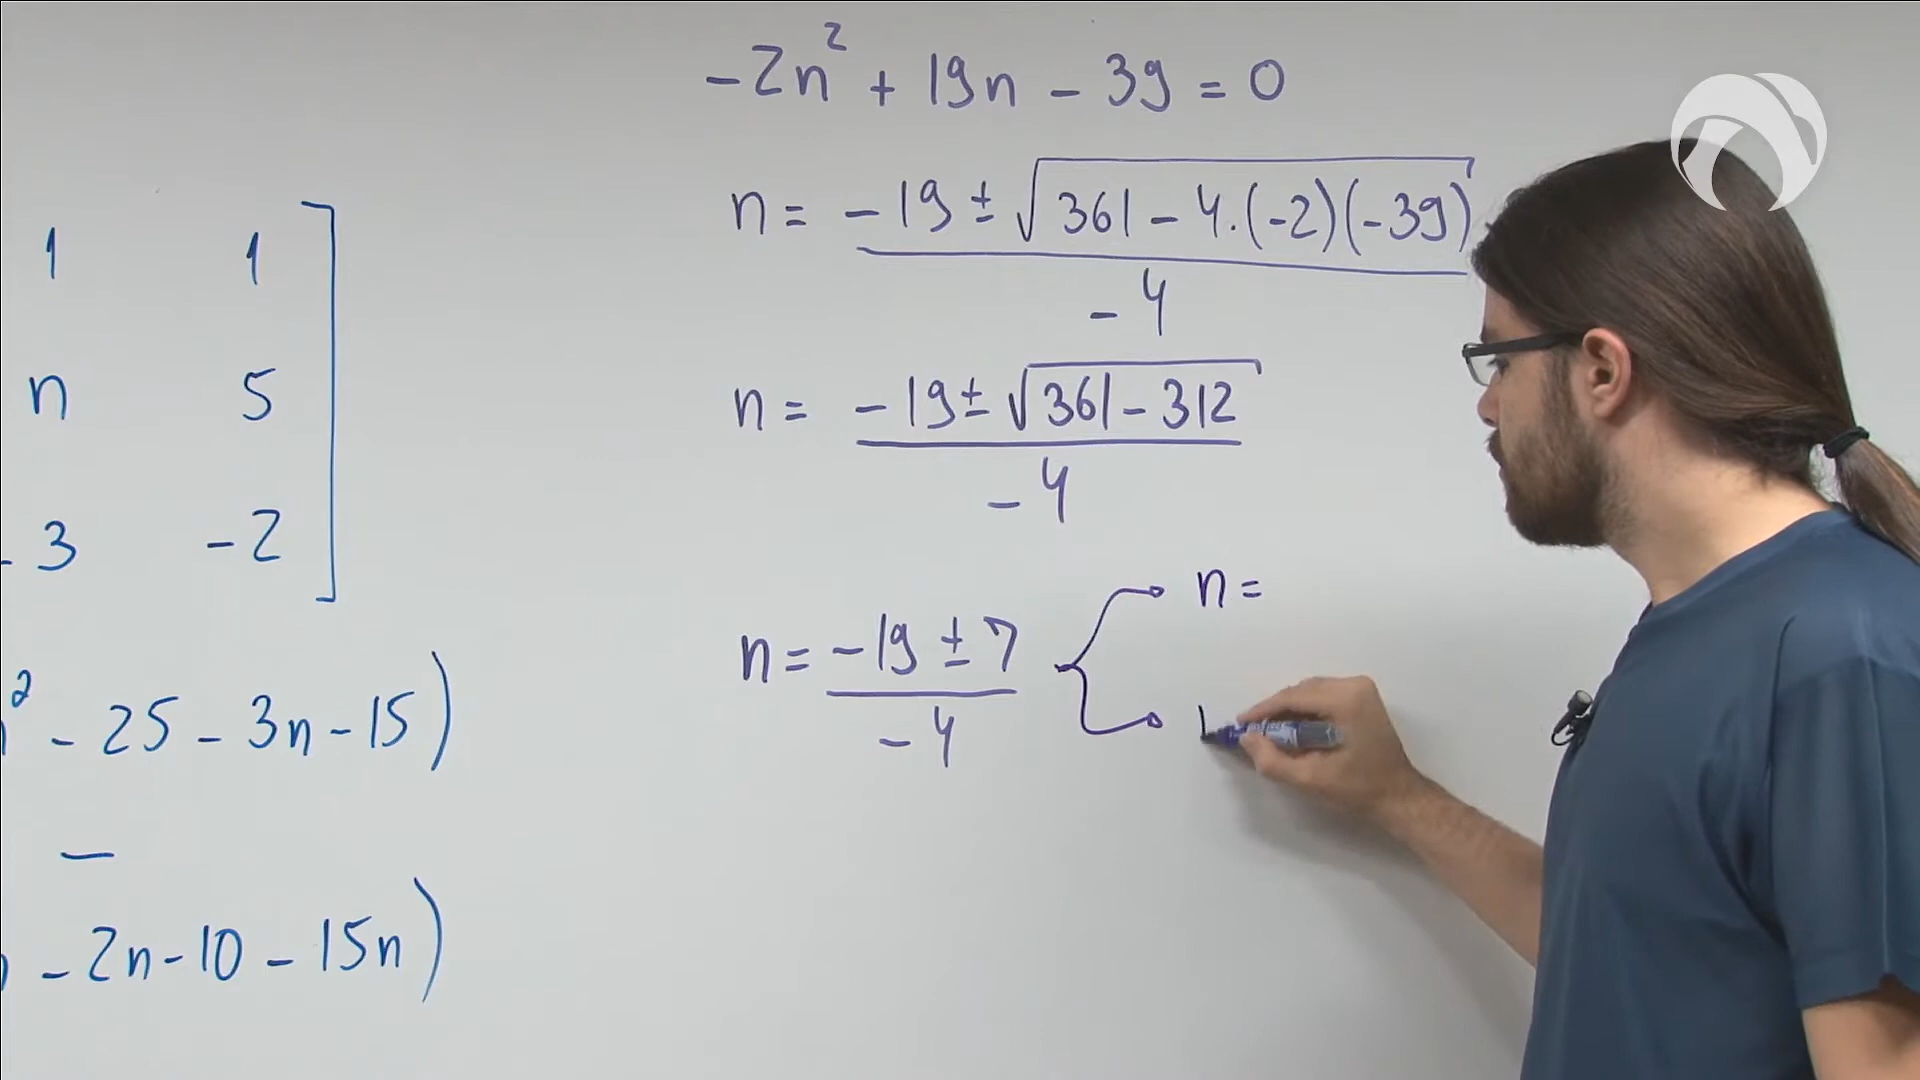 1 1
n 5
- 3 -2
² - 25 - 3n - 15)
-
- 2n - 10 - 15n)
-2n² + 19n - 39 = 0
n = -19 ± √361 - 4·(-2)(-39)
-4
n = -19 ± √361 - 312
-4
n = -19 ± 7
-4
n =